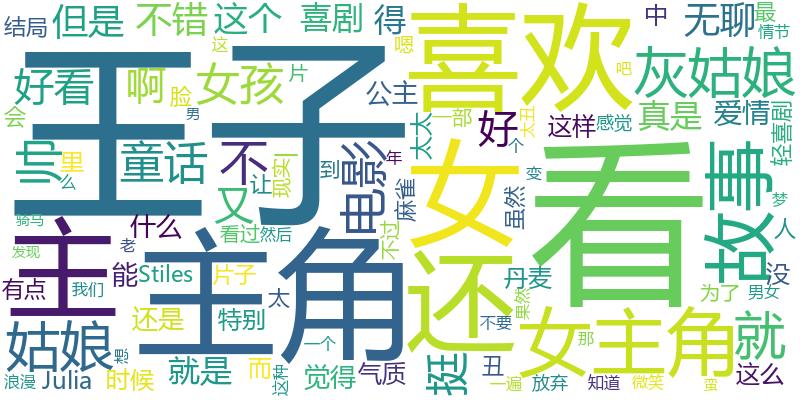 结局
但是
不错
这个
喜剧
得
王子
喜欢
中
无聊
最
情节
好看
啊
这
嗯
片
女孩
脸
公主
灰姑娘
吧
会
男
太太
一部
太丑
好
这样
感觉
真是
爱情
轻喜剧
帅
里
么
童话
不
又
让
现实
到
电影
年
麻雀
女
个
虽然
看
变
故事
梦
人
骑马
发现
主
什么
看过
然后
不过
主角
还
丹麦
没
有点
我们
老
能
Stiles
片子
太
果然
为了
男女
姑娘
想
还是
特别
一个
不要
女主角
那
就
浪漫
Julia
时候
就是
而
这种
觉得
气质
挺
丑
一遍
放弃
知道
微笑
蛮
这么